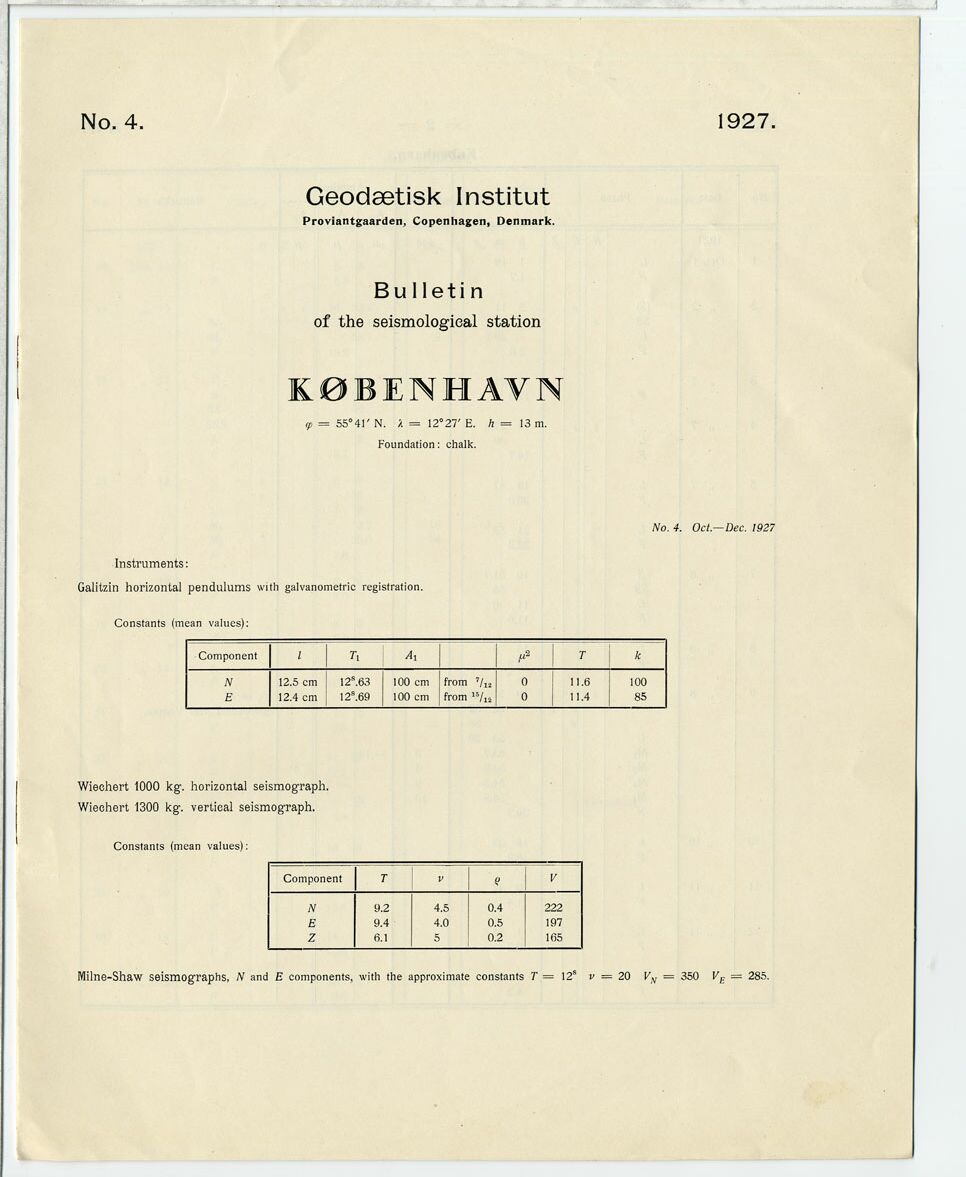 No. 4. 1927.
Geodætisk Institut
Proviantgaarden, Copenhagen, Denmark.
Bulletin
of the seismological station
KØBENHAVN
φ = 55°41′ N. λ = 12°27′ E. h = 13 m.
Foundation: chalk.
No. 4. Oct.—Dec. 1927
Instruments:
Galitzin horizontal pendulums with galvanometric registration.
Constants (mean values):
Component l T₁ A₁ μ² T k
N 12.5 cm 12ˢ.63 100 cm from ⁷/₁₂ 0 11.6 100
E 12.4 cm 12ˢ.69 100 cm from ¹⁵/₁₂ 0 11.4 85
Wiechert 1000 kg. horizontal seismograph.
Wiechert 1300 kg. vertical seismograph.
Constants (mean values):
Component T ν ϱ V
N 9.2 4.5 0.4 222
E 9.4 4.0 0.5 197
Z 6.1 5 0.2 165
Milne-Shaw seismographs, N and E components, with the approximate constants T = 12ˢ ν = 20 V_N = 350 V_E = 285.